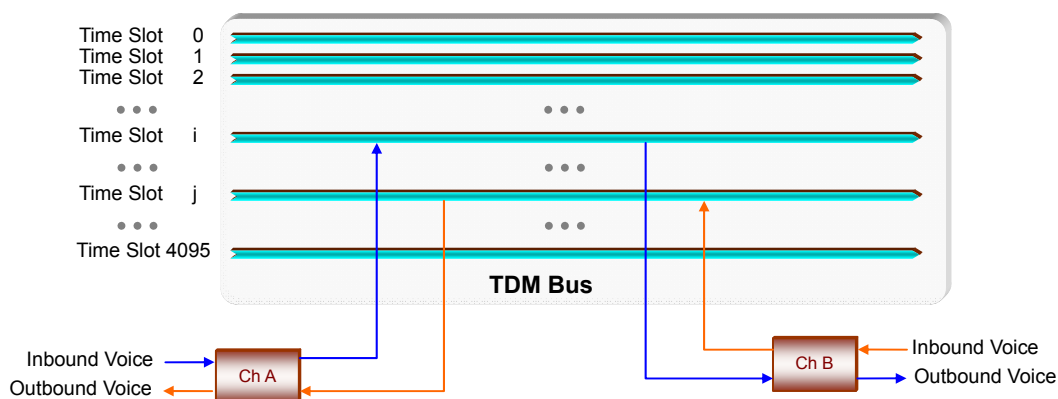 Time Slot 0
Time Slot 1
Time Slot 2
Time Slot i
Time Slot j
Time Slot 4095
TDM Bus
Inbound Voice
Outbound Voice
Ch A
Ch B
Inbound Voice
Outbound Voice